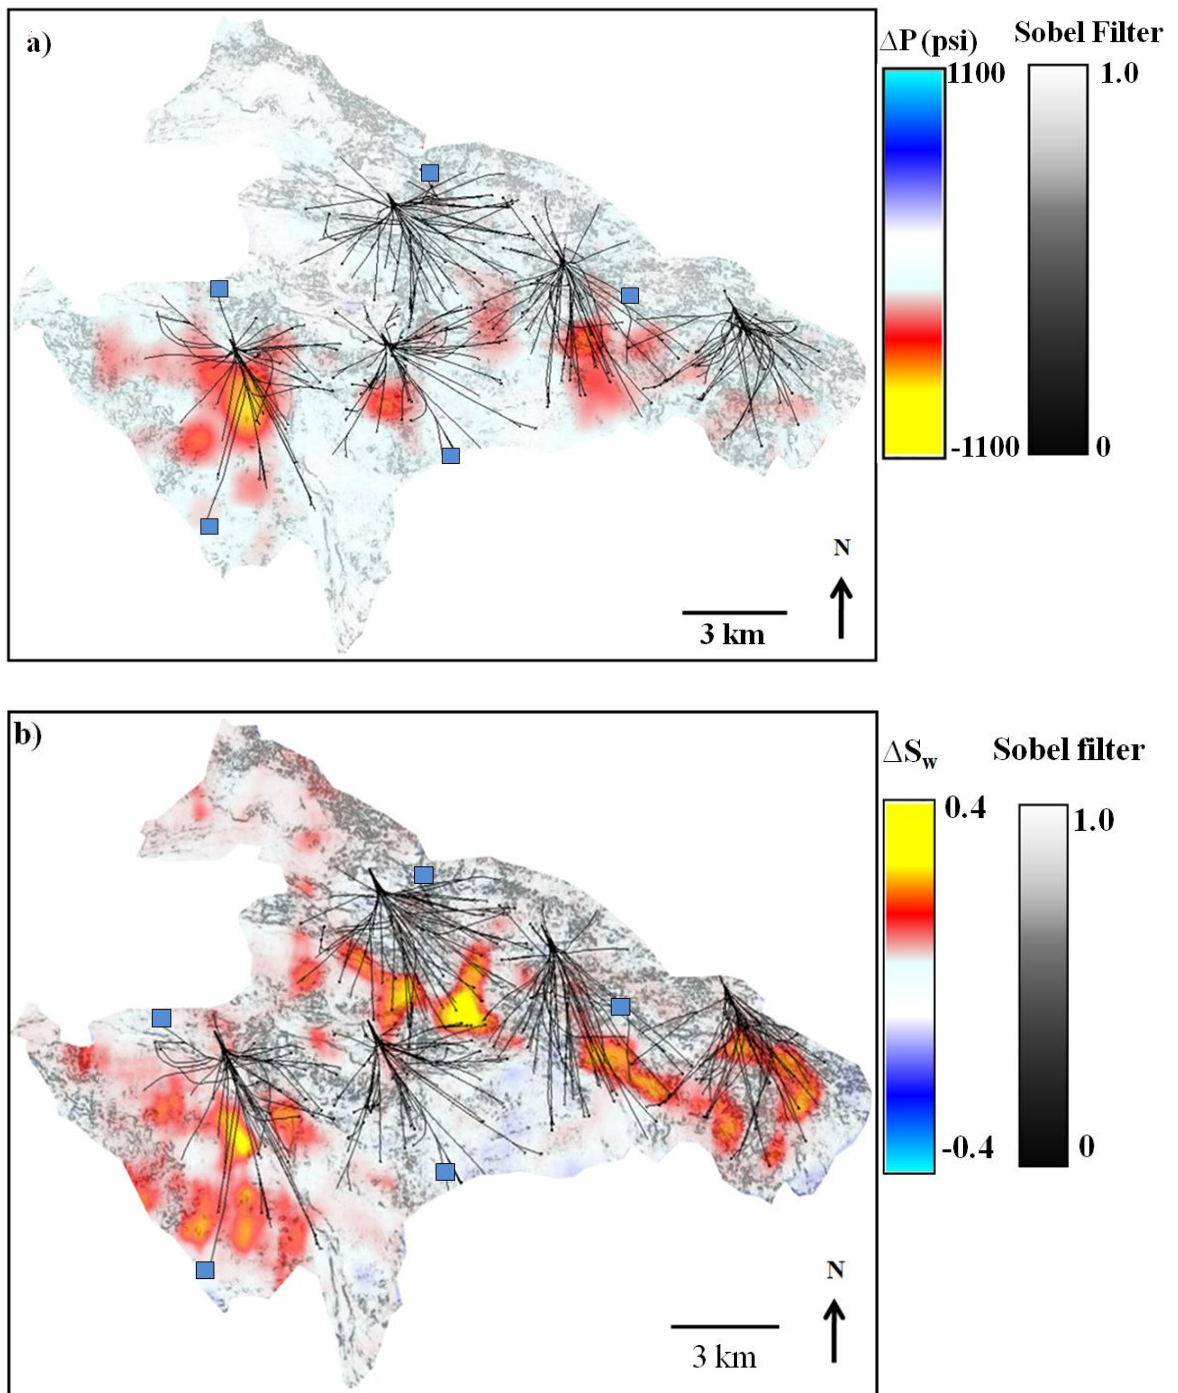 a)
ΔP (psi)
Sobel Filter
1100
1.0
-1100
0
N
3 km
b)
ΔSw
Sobel filter
0.4
1.0
-0.4
0
N
3 km